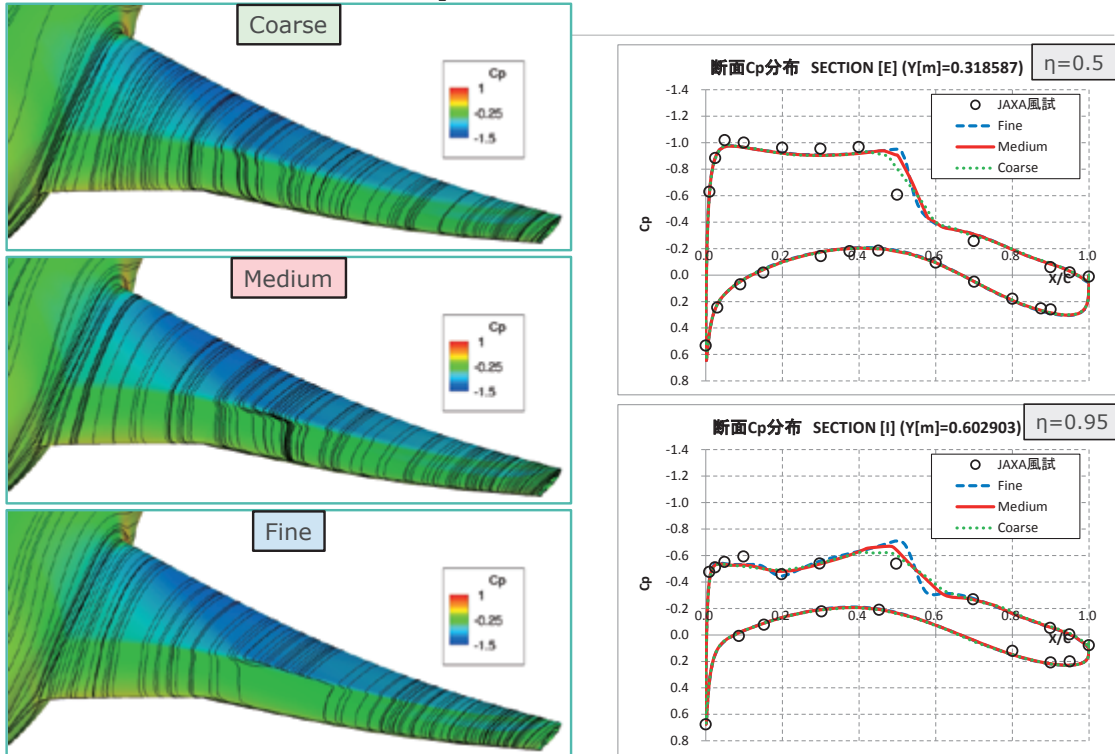 Coarse
Cp
1
-0.25
-1.5
Medium
Cp
1
-0.25
-1.5
Fine
Cp
1
-0.25
-1.5
断面Cp分布 SECTION [E] (Y[m]=0.318587)
η=0.5
-1.4
-1.2
-1.0
-0.8
-0.6
-0.4
-0.2
0.0
0.2
0.4
0.6
0.8
Cp
0.0 0.2 0.4 0.6 0.8 1.0
X/C
JAXA風試
Fine
Medium
Coarse
断面Cp分布 SECTION [I] (Y[m]=0.602903)
η=0.95
-1.4
-1.2
-1.0
-0.8
-0.6
-0.4
-0.2
0.0
0.2
0.4
0.6
0.8
Cp
0.0 0.2 0.4 0.6 0.8 1.0
X/C
JAXA風試
Fine
Medium
Coarse